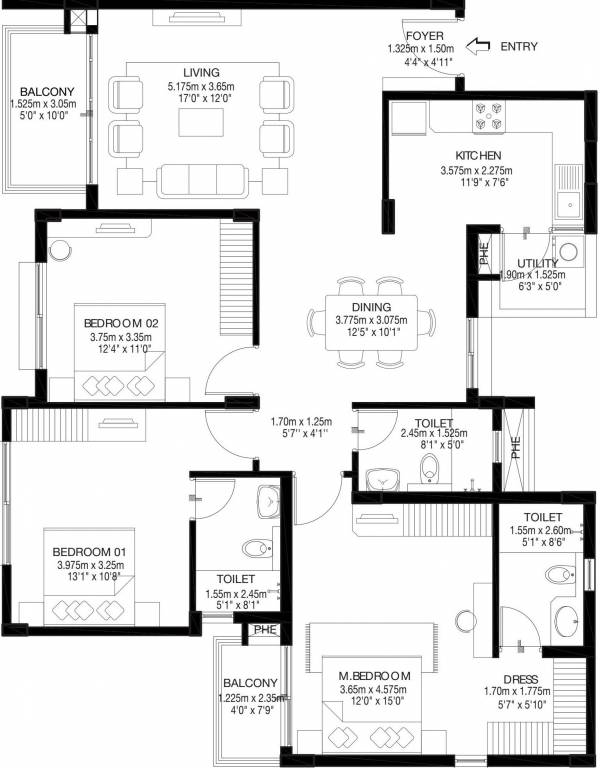 FOYER
1.325m x 1.50m
4'4" x 4'11"
ENTRY
LIVING
5.175m x 3.65m
17'0" x 12'0"
BALCONY
1.525m x 3.05m
5'0" x 10'0"
KITCHEN
3.575m x 2.275m
11'9" x 7'6"
PHE
UTILITY
1.90m x 1.525m
6'3" x 5'0"
DINING
3.775m x 3.075m
12'5" x 10'1"
BEDROOM 02
3.75m x 3.35m
12'4" x 11'0"
1.70m x 1.25m
5'7'' x 4'1''
TOILET
2.45m x 1.525m
8'1" x 5'0"
PHE
TOILET
1.55m x 2.60m
5'1" x 8'6"
BEDROOM 01
3.975m x 3.25m
13'1" x 10'8"
TOILET
1.55m x 2.45m
5'1" x 8'1"
PHE
BALCONY
1.225m x 2.35m
4'0" x 7'9"
M.BEDROOM
3.65m x 4.575m
12'0" x 15'0"
DRESS
1.70m x 1.775m
5'7" x 5'10"